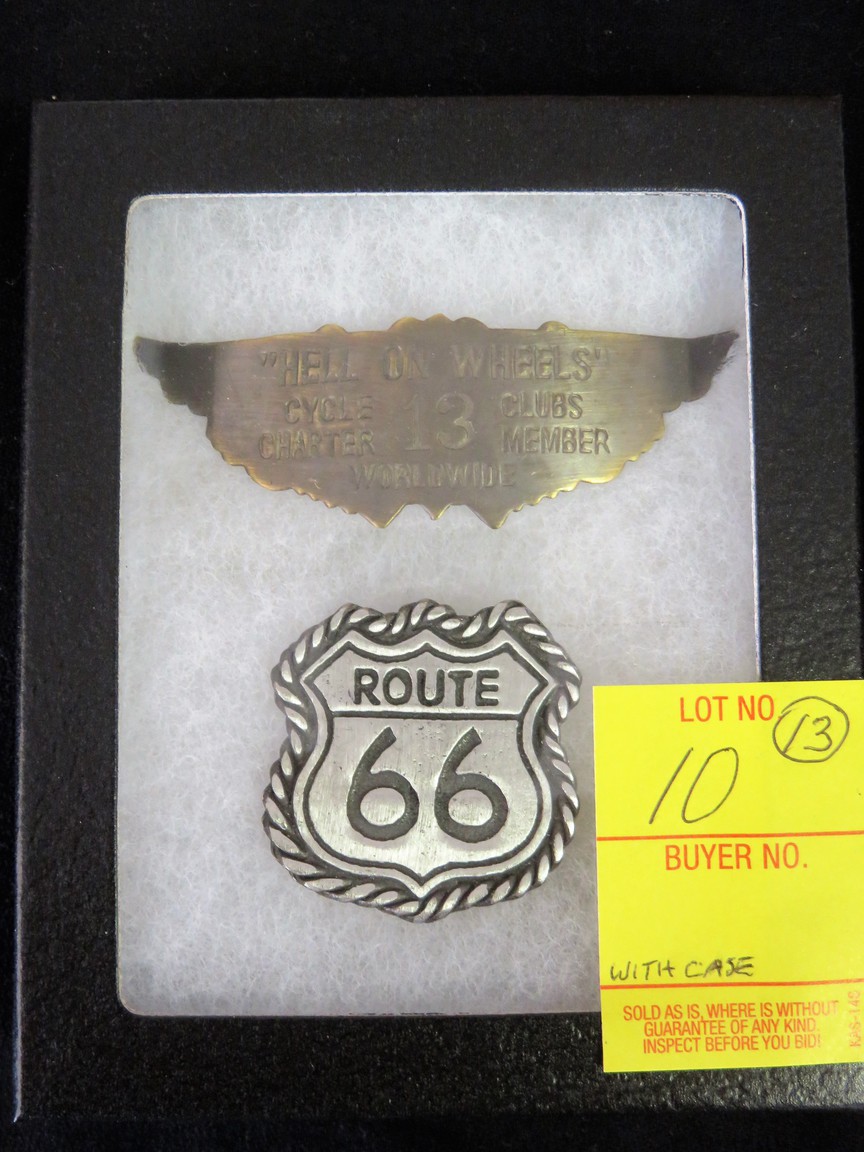 "HELL ON WHEELS"
CYCLE 13 CLUBS
CHARTER MEMBER
WORLDWIDE
ROUTE
66
LOT NO. 13
10
BUYER NO.
WITH CASE
SOLD AS IS, WHERE IS WITHOUT
GUARANTEE OF ANY KIND.
INSPECT BEFORE YOU BID!